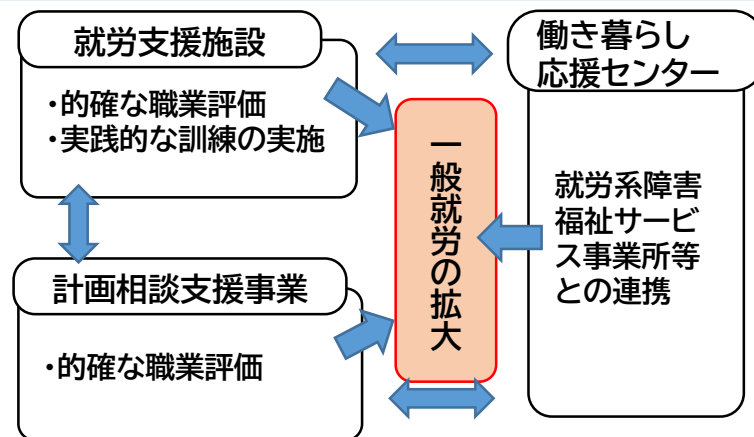 就労支援施設
・的確な職業評価
・実践的な訓練の実施
働き暮らし
応援センター
就労系障害
福祉サービ
ス事業所等
との連携
一般就労の拡大
計画相談支援事業
・的確な職業評価